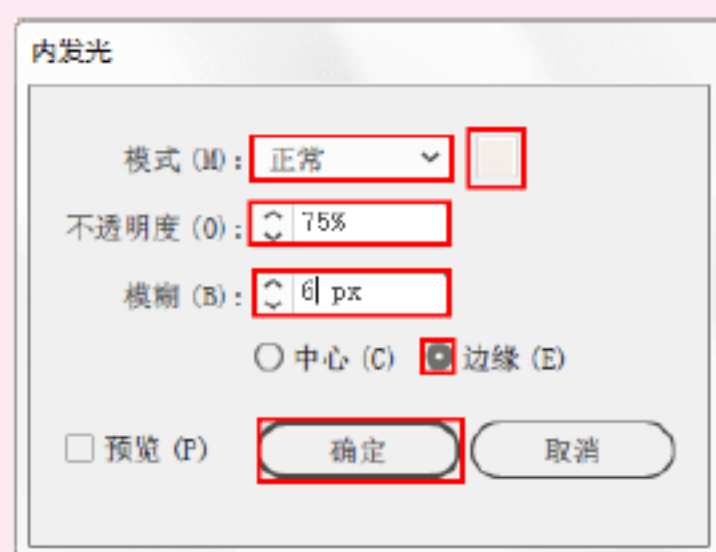 内发光
模式(M): 正常
不透明度(O): 75%
模糊(B): 6 px
中心(C) 边缘(E)
预览(P) 确定 取消